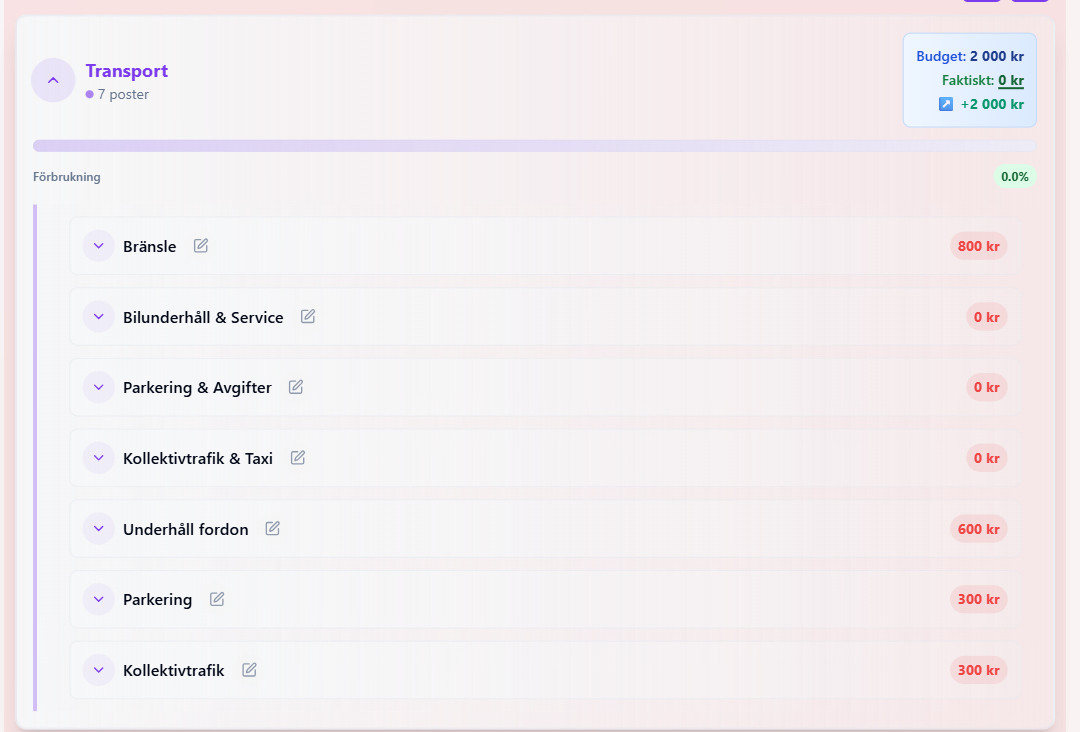 Transport
7 poster
Budget: 2 000 kr
Faktiskt: 0 kr
+2 000 kr
Förbrukning
0.0%
Bränsle 800 kr
Bilunderhåll & Service 0 kr
Parkering & Avgifter 0 kr
Kollektivtrafik & Taxi 0 kr
Underhåll fordon 600 kr
Parkering 300 kr
Kollektivtrafik 300 kr